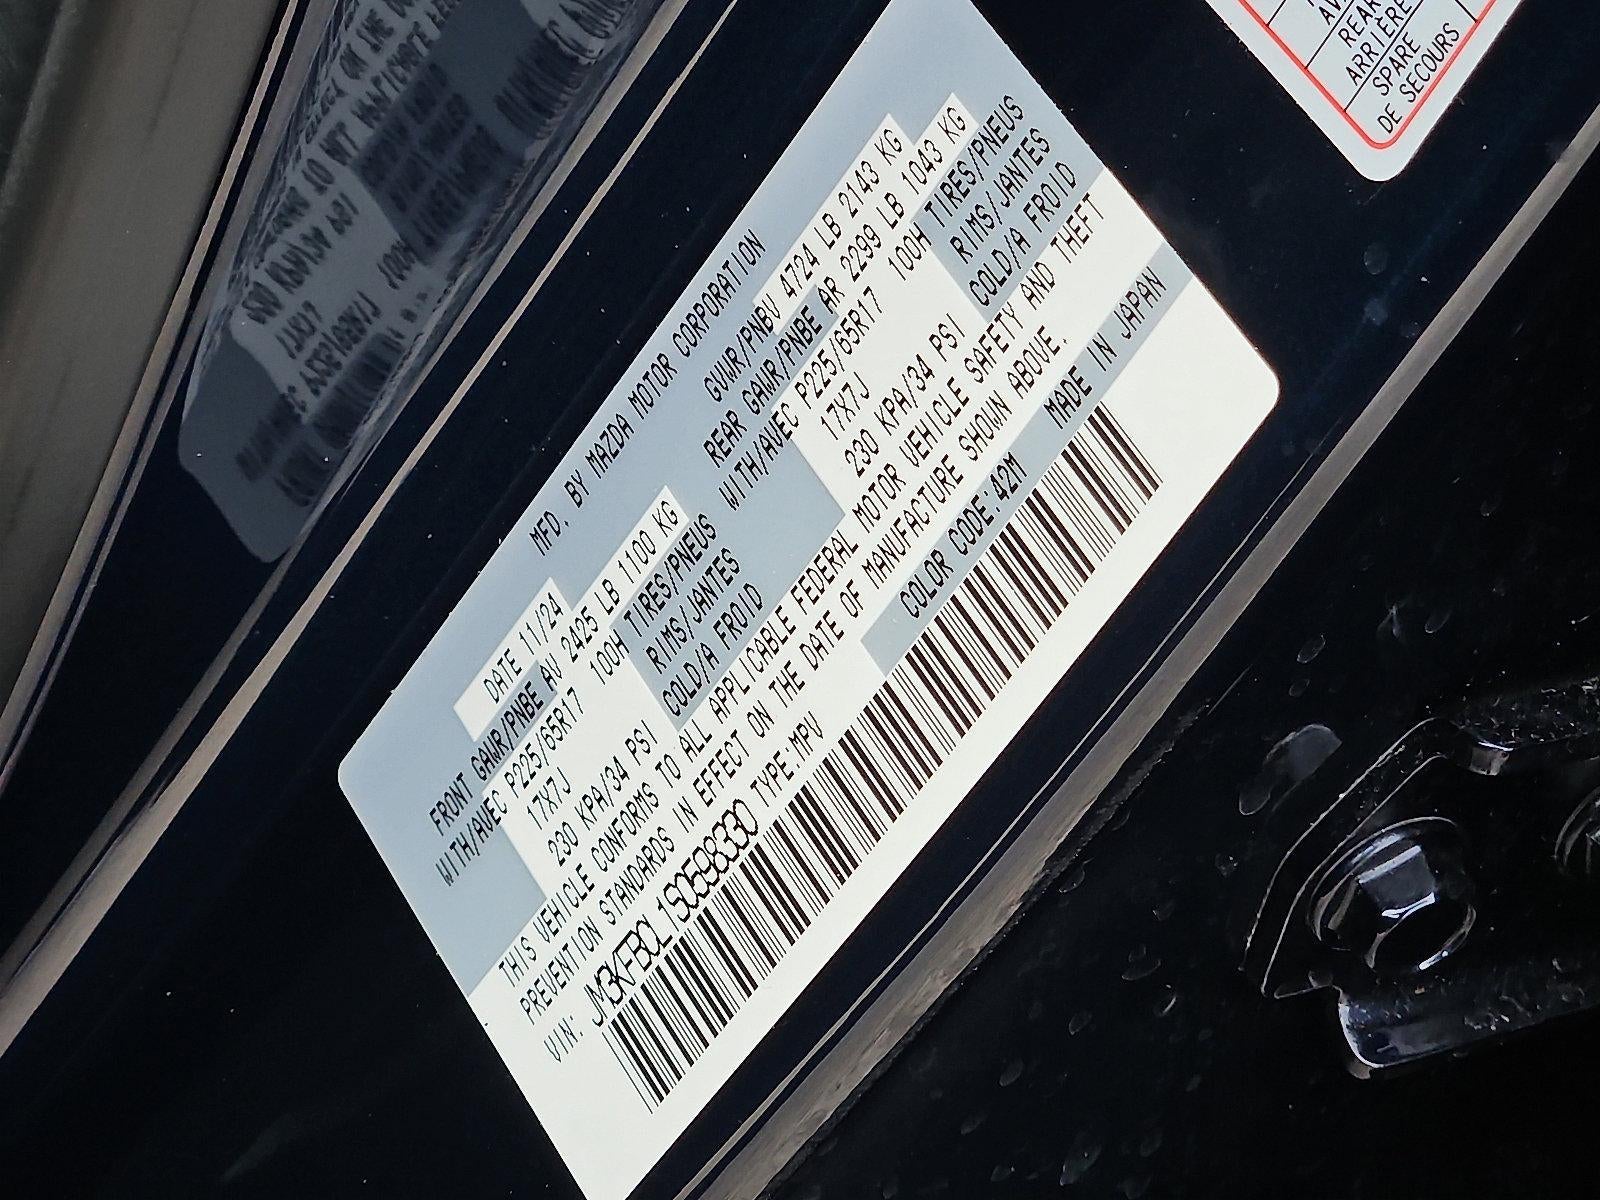 MFD. BY MAZDA MOTOR CORPORATION
DATE 11/24 GVWR/PNBV 4724 LB 2143 KG
FRONT GAWR/PNBE AV 2425 LB 1100 KG REAR GAWR/PNBE AR 2299 LB 1043 KG
WITH/AVEC P225/65R17 100H TIRES/PNEUS WITH/AVEC P225/65R17 100H TIRES/PNEUS
17X7J RIMS/JANTES 17X7J RIMS/JANTES
230 KPA/34 PSI COLD/A FROID 230 KPA/34 PSI COLD/A FROID
THIS VEHICLE CONFORMS TO ALL APPLICABLE FEDERAL MOTOR VEHICLE SAFETY AND THEFT
PREVENTION STANDARDS IN EFFECT ON THE DATE OF MANUFACTURE SHOWN ABOVE.
VIN: JM3KFBCL1S0598330 TYPE:MPV COLOR CODE:42M MADE IN JAPAN
REAR
ARRIÈRE
SPARE
DE SECOURS